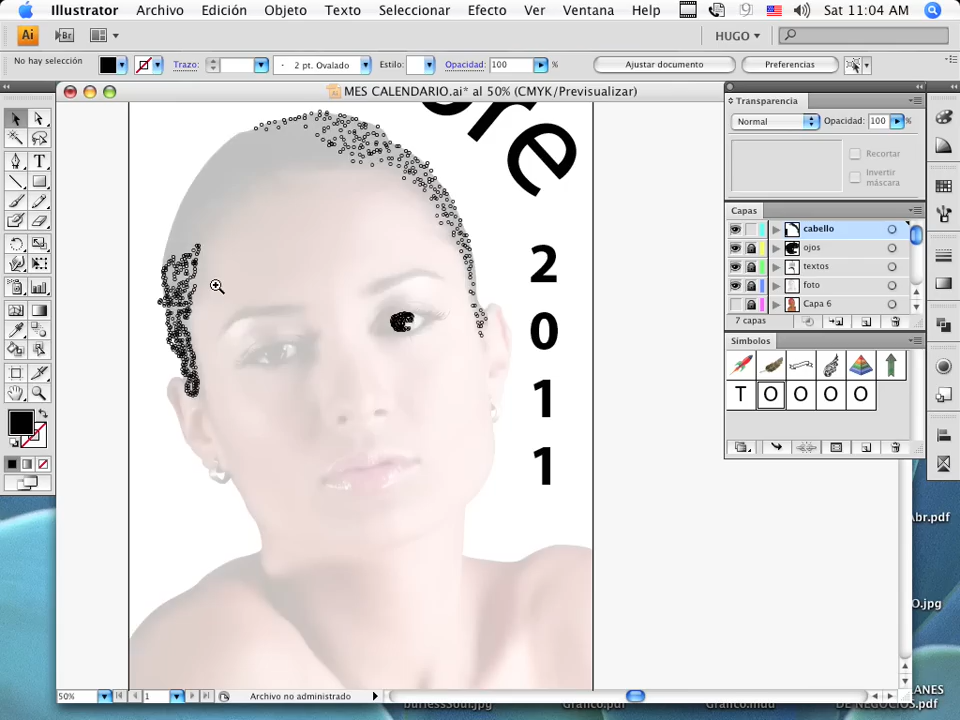 Illustrator Archivo Edición Objeto Texto Seleccionar Efecto Ver Ventana Help Sat 11:04 AM
Ai Br HUGO
No hay selección Trazo: 2 pt. Ovalado Estilo: Opacidad: 100 % Ajustar documento Preferencias
MES CALENDARIO.ai* al 50% (CMYK/Previsualizar)
Transparencia
Normal Opacidad: 100 %
Recortar
Invertir
máscara
Capas
cabello
ojos
textos
foto
Capa 6
7 capas
Símbolos
T O O O O
bre
2
0
1
1
Abr.pdf
O.jpg
50% 1 Archivo no administrado
LANES
DE NEGOCIOS.pdf